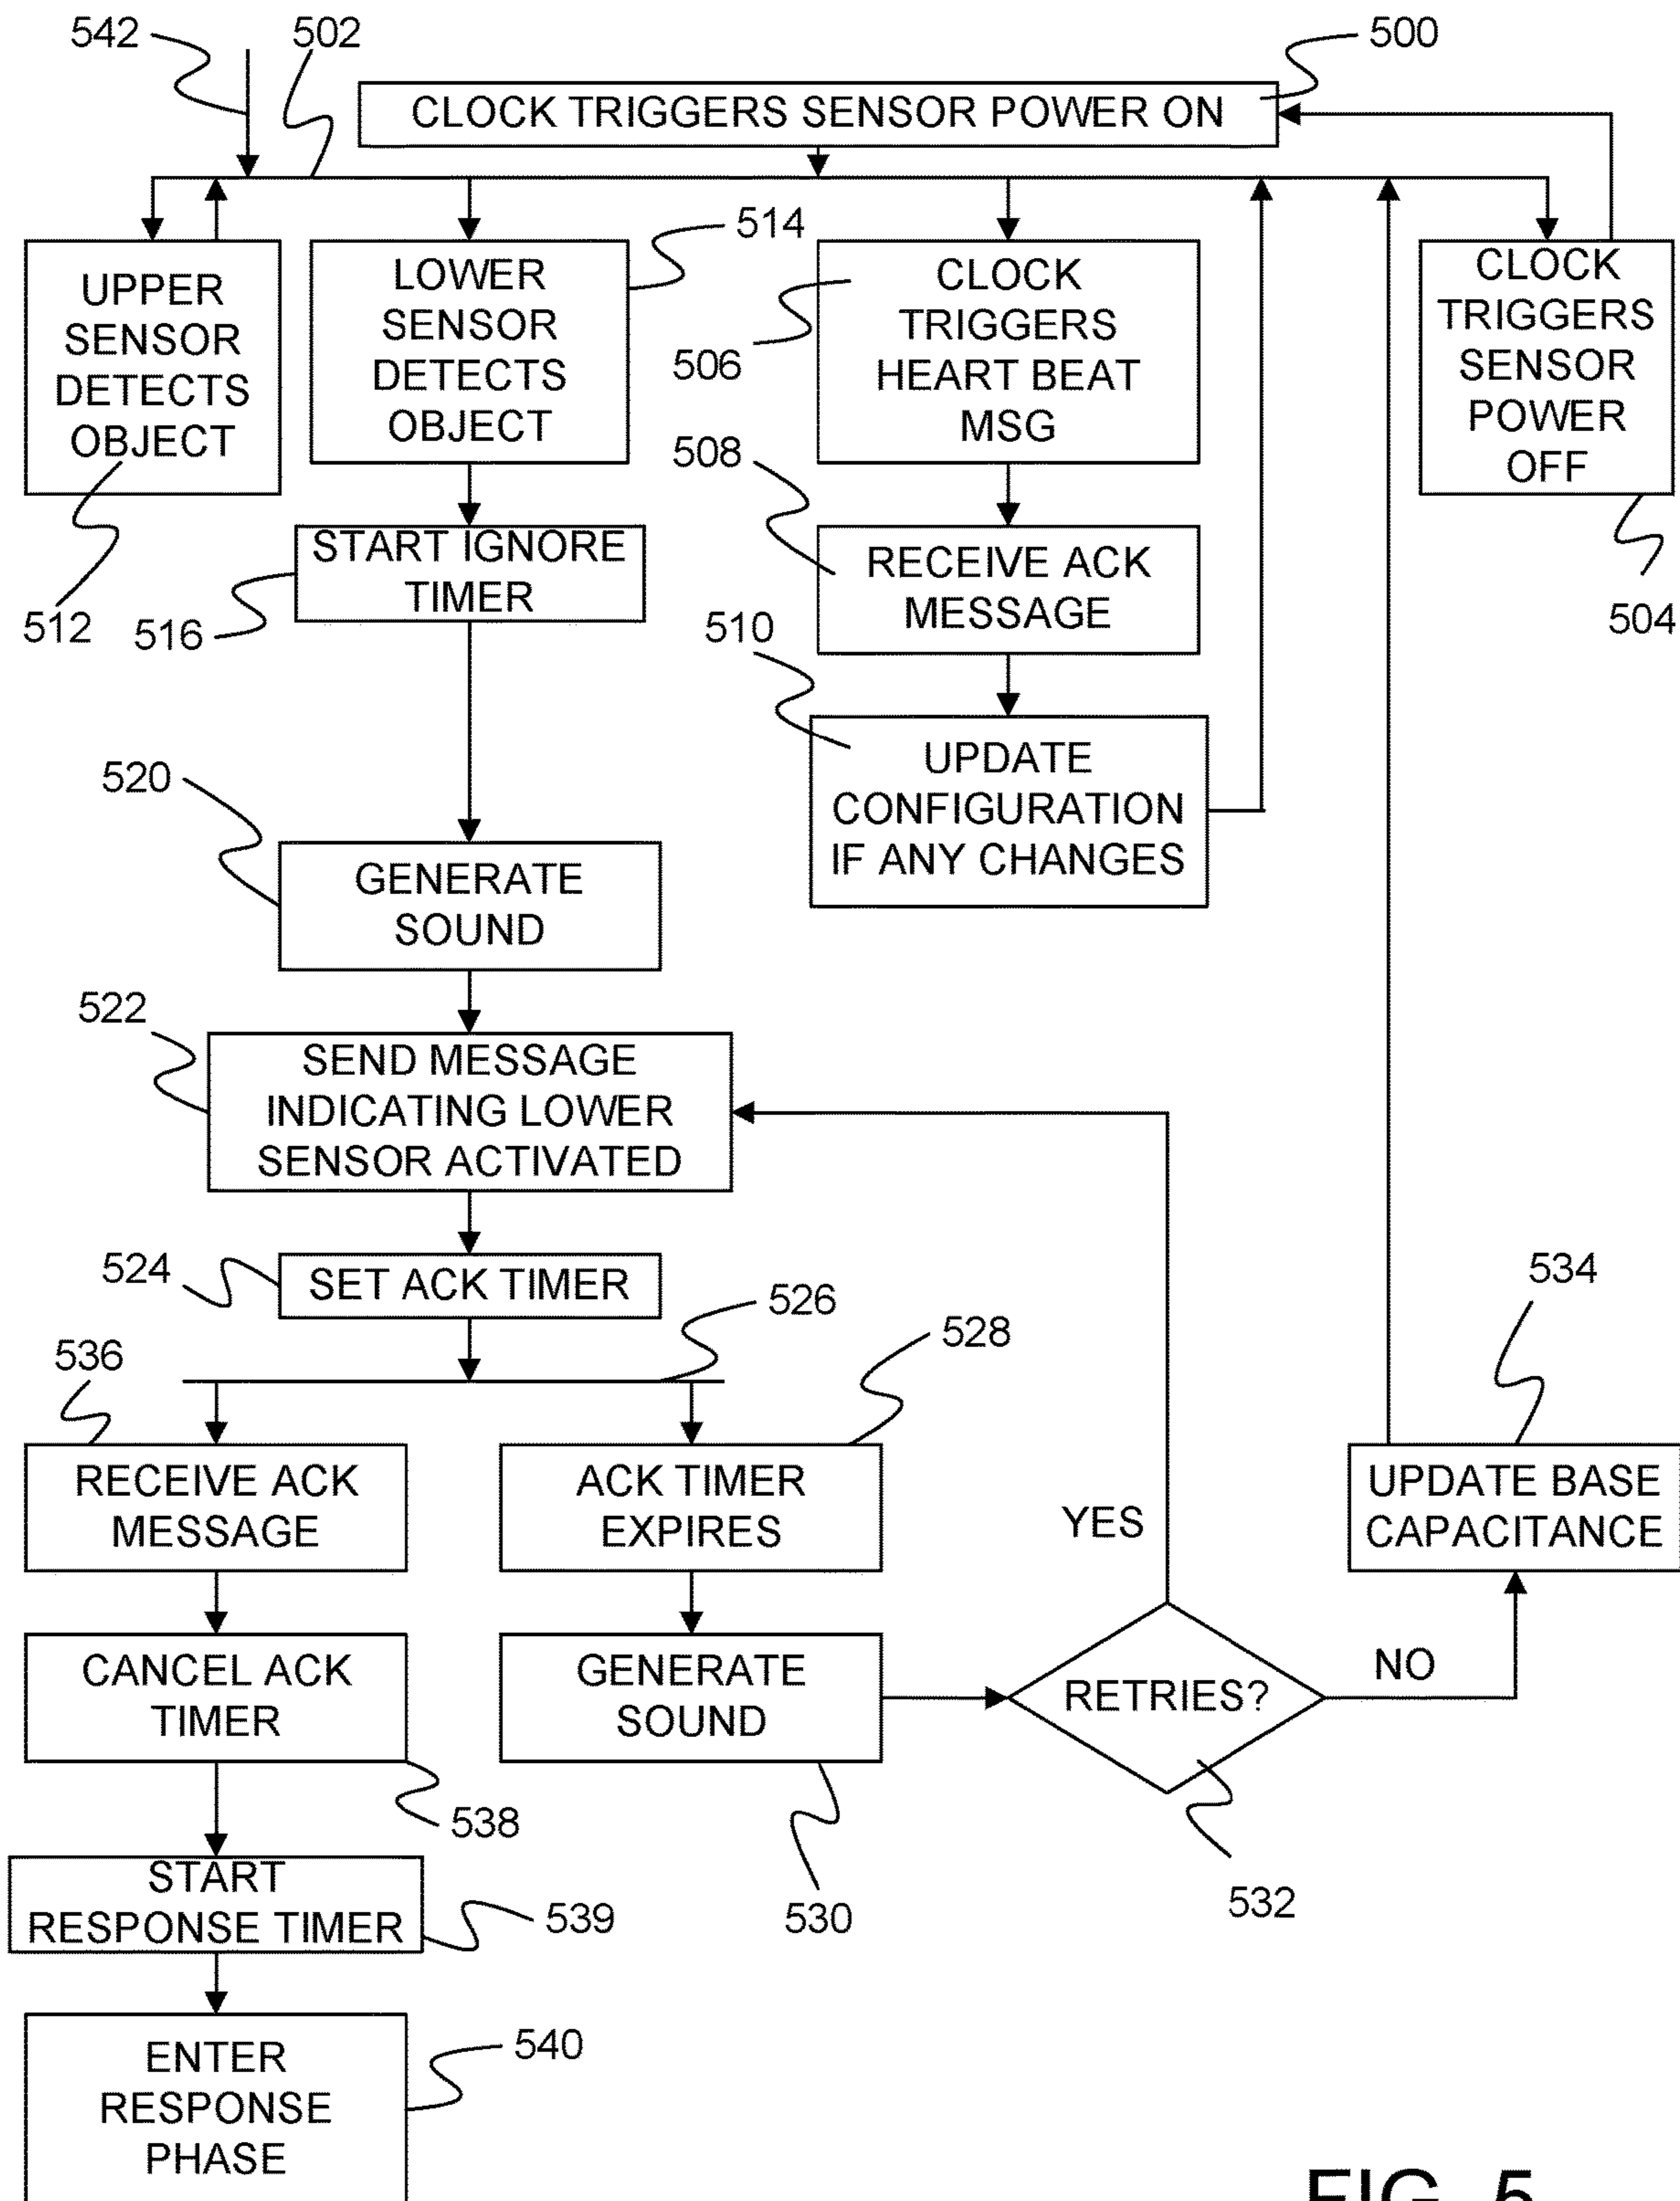 542
502
500
CLOCK TRIGGERS SENSOR POWER ON
UPPER
SENSOR
DETECTS
OBJECT
512
LOWER
SENSOR
DETECTS
OBJECT
514
CLOCK
TRIGGERS
HEART BEAT
MSG
506
CLOCK
TRIGGERS
SENSOR
POWER
OFF
504
START IGNORE
TIMER
516
508
RECEIVE ACK
MESSAGE
510
UPDATE
CONFIGURATION
IF ANY CHANGES
520
GENERATE
SOUND
522
SEND MESSAGE
INDICATING LOWER
SENSOR ACTIVATED
524
SET ACK TIMER
526
528
534
536
RECEIVE ACK
MESSAGE
ACK TIMER
EXPIRES
YES
UPDATE BASE
CAPACITANCE
CANCEL ACK
TIMER
GENERATE
SOUND
RETRIES?
NO
538
530
532
START
RESPONSE TIMER
539
ENTER
RESPONSE
PHASE
540
FIG. 5